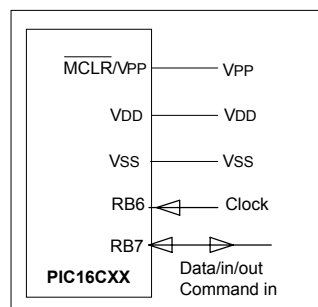 MCLR/VPP VPP
VDD VDD
VSS VSS
RB6 Clock
RB7
Data/in/out
PIC16CXX Command in